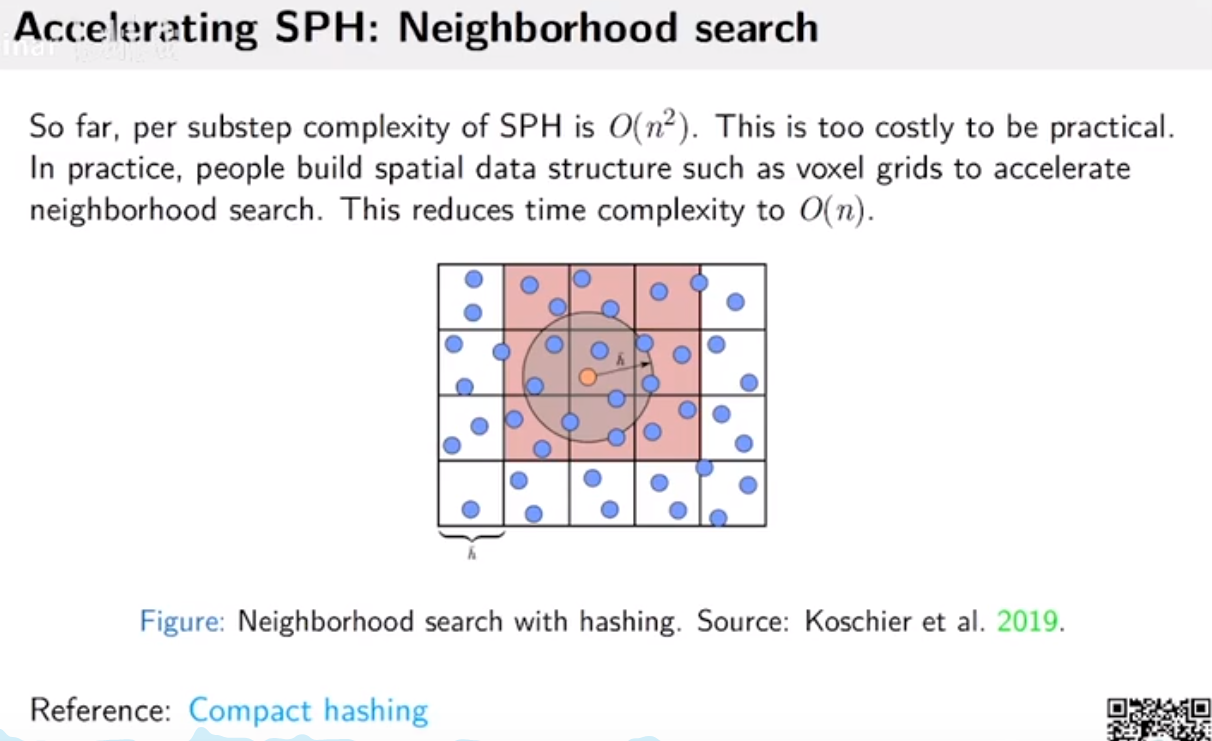 Accelerating SPH: Neighborhood search
So far, per substep complexity of SPH is O(n²). This is too costly to be practical.
In practice, people build spatial data structure such as voxel grids to accelerate
neighborhood search. This reduces time complexity to O(n).
ħ
ħ
Figure: Neighborhood search with hashing. Source: Koschier et al. 2019.
Reference: Compact hashing